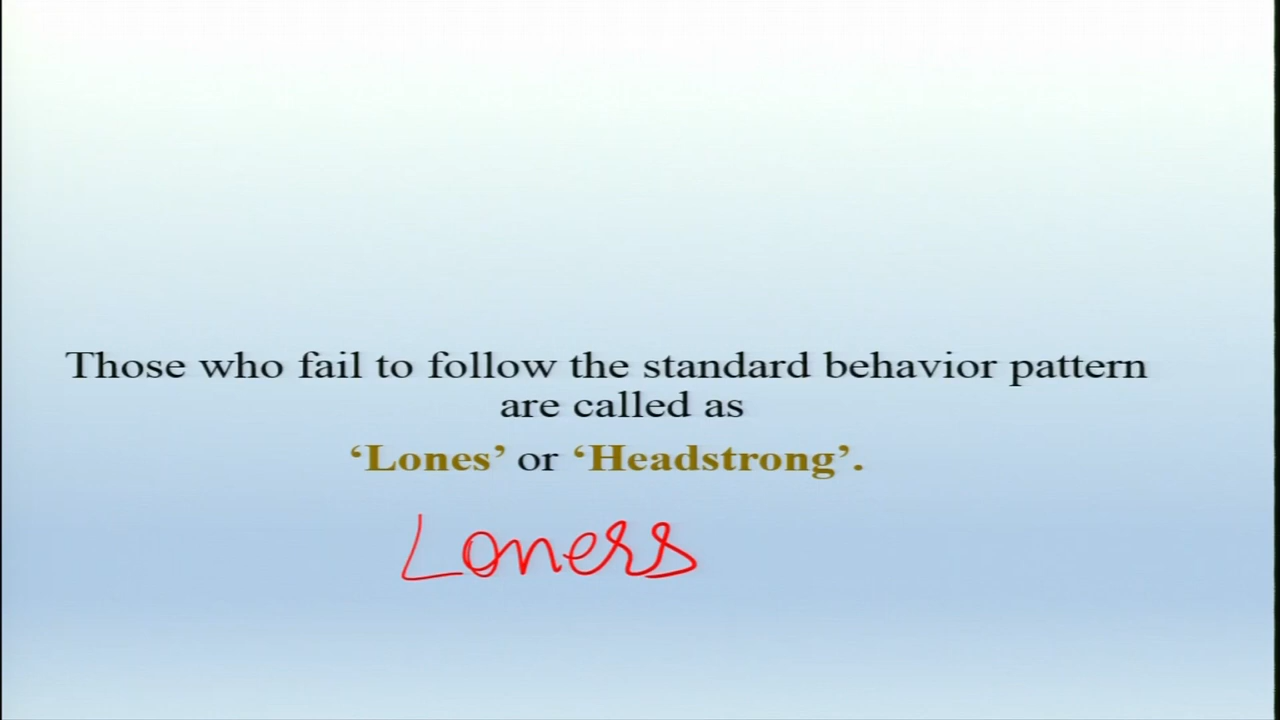 Those who fail to follow the standard behavior pattern
are called as
‘Lones’ or ‘Headstrong’.
Loners